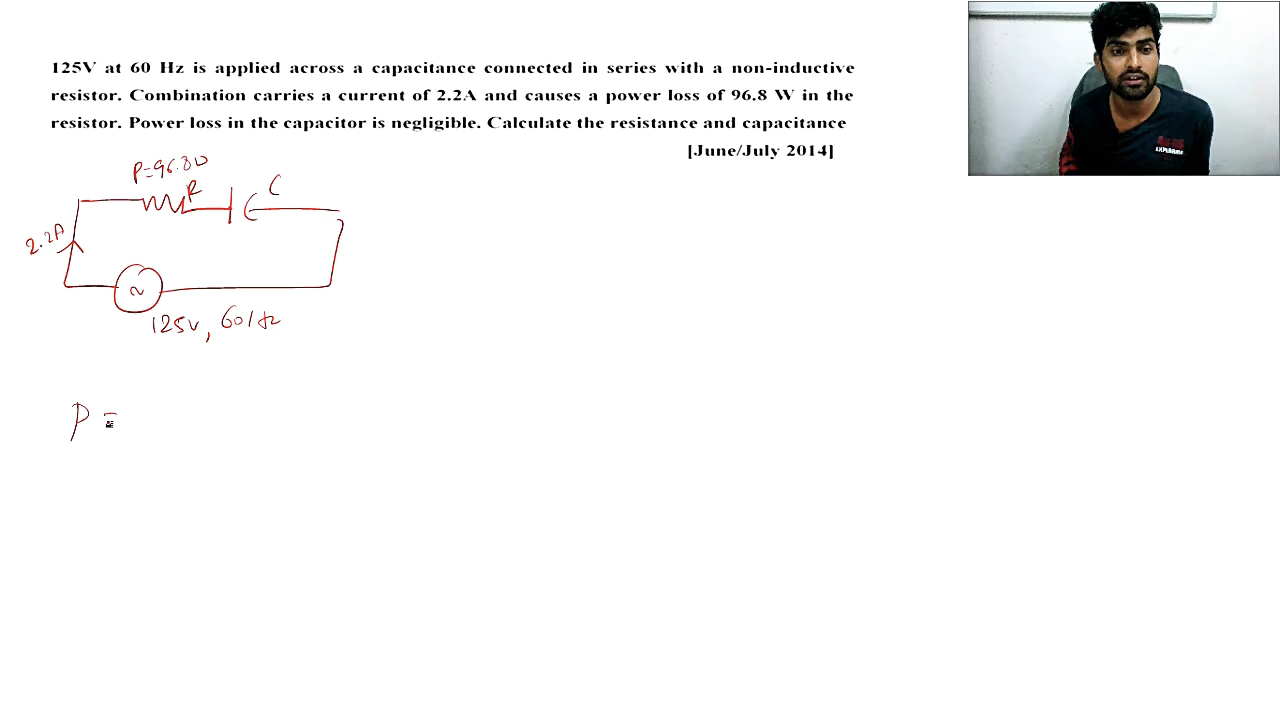 125V at 60 Hz is applied across a capacitance connected in series with a non-inductive
resistor. Combination carries a current of 2.2A and causes a power loss of 96.8 W in the
resistor. Power loss in the capacitor is negligible. Calculate the resistance and capacitance
[June/July 2014]
P=96.8W
R
C
2.2A
~
125V, 60Hz
P =